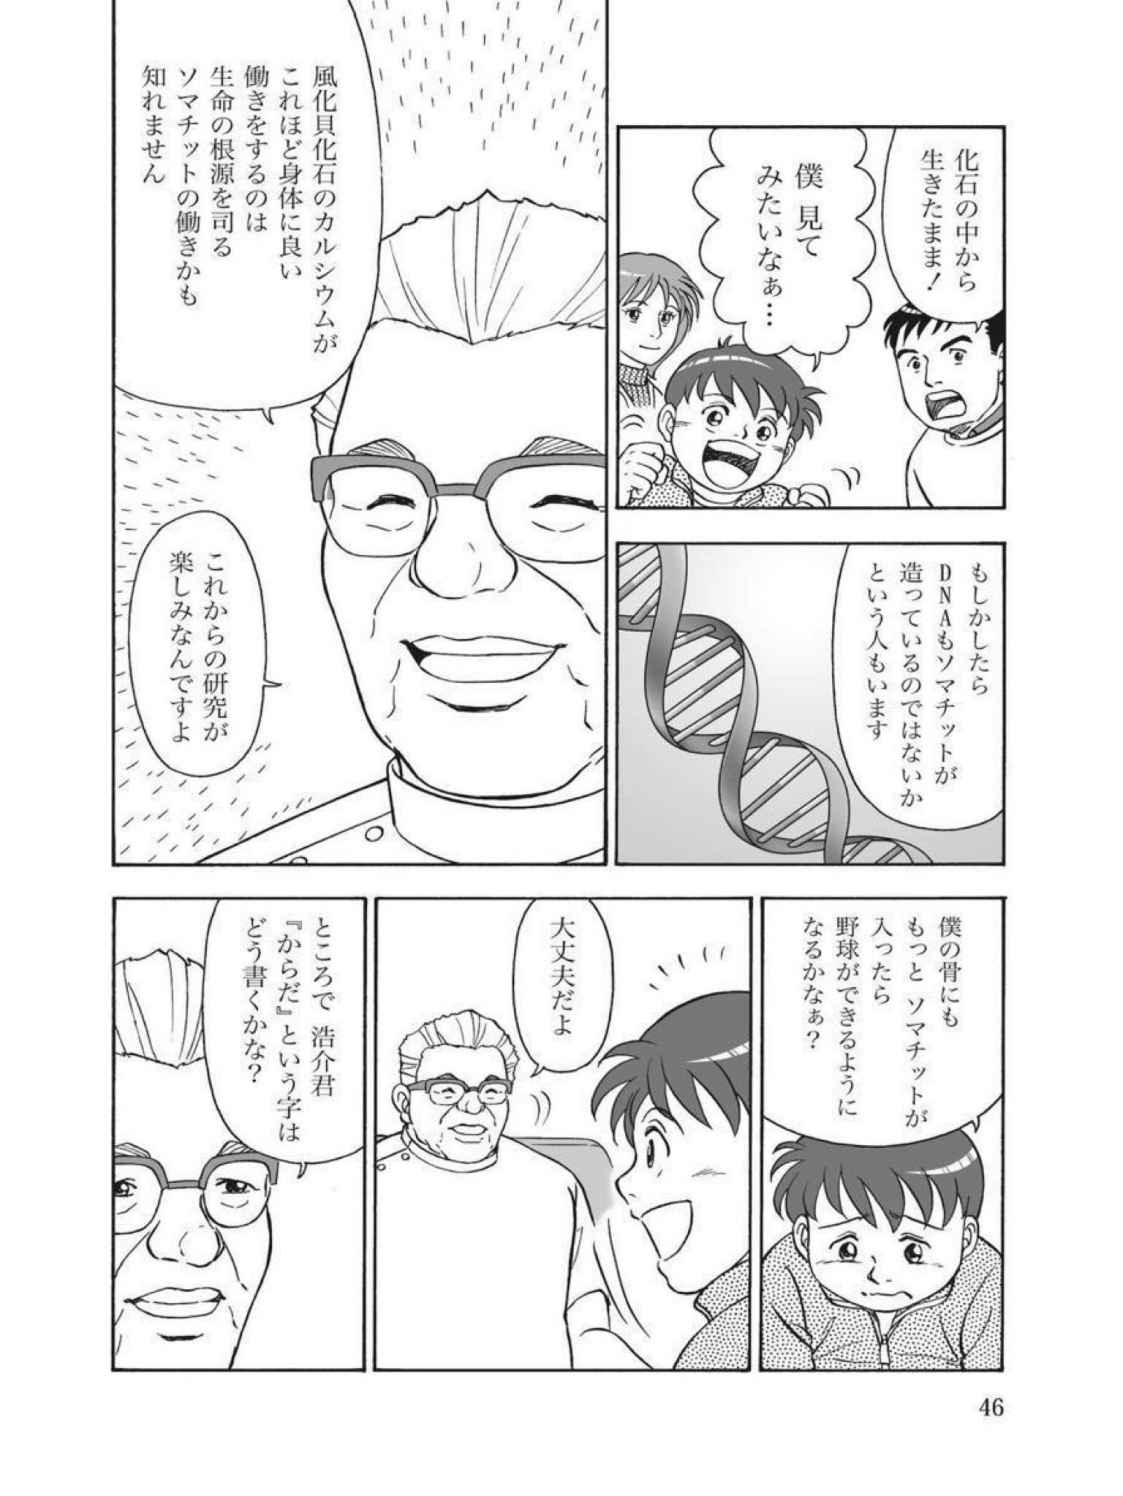 化石の中から
生きたまま!
僕 見て
みたいなぁ…
もしかしたら
DNAもソマチットが
造っているのではないか
という人もいます
風化貝化石のカルシウムが
これほど身体に良い
働きをするのは
生命の根源を司る
ソマチットの働きかも
知れません
これからの研究が
楽しみなんですよ
僕の骨にも
もっと ソマチットが
入ったら
野球ができるように
なるかなぁ?
大丈夫だよ
ところで 浩介君
『からだ』という字は
どう書くかな?
46